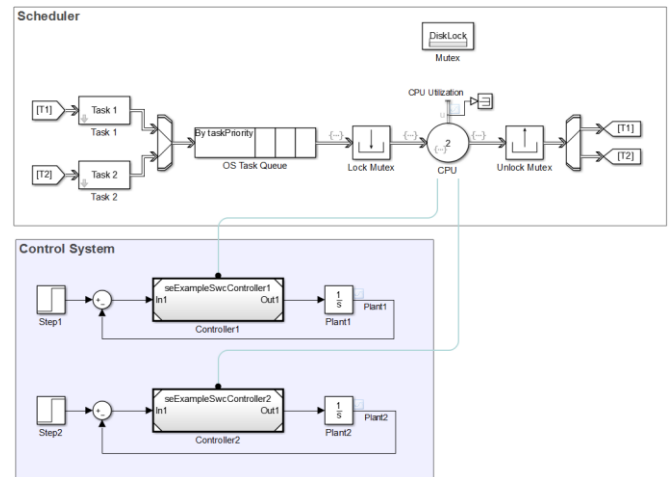 Scheduler
DiskLock
Mutex
CPU Utilization
[T1]
Task 1
Task 1
[T2]
Task 2
Task 2
By taskPriority
OS Task Queue
{...}
Lock Mutex
{...}
2
{...}
CPU
{...}
Unlock Mutex
[T1]
[T2]
Control System
Step1
+
-
seExampleSwcController1
In1
Out1
Controller1
1
s
Plant1
Plant1
Step2
+
-
seExampleSwcController2
In1
Out1
Controller2
1
s
Plant2
Plant2